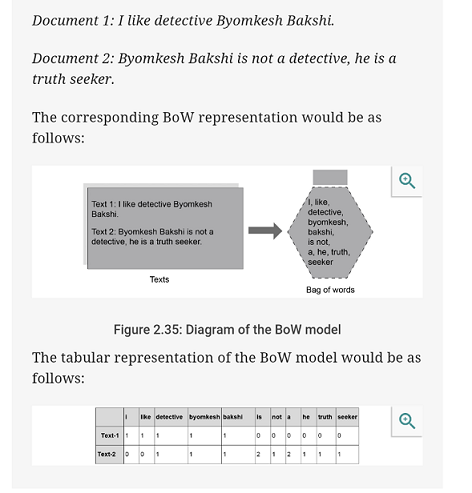 Document 1: I like detective Byomkesh Bakshi.
Document 2: Byomkesh Bakshi is not a detective, he is a
truth seeker.
The corresponding BoW representation would be as
follows:
Text 1: I like detective Byomkesh
Bakshi.
Text 2: Byomkesh Bakshi is not a
detective, he is a truth seeker.
Texts
I, like,
detective,
byomkesh,
bakshi,
is not,
a, he, truth,
seeker
Bag of words
Figure 2.35: Diagram of the BoW model
The tabular representation of the BoW model would be as
follows:
I like detective byomkesh bakshi is not a he truth seeker
Text-1 1 1 1 1 1 0 0 0 0 0 0
Text-2 0 0 1 1 1 2 1 2 1 1 1